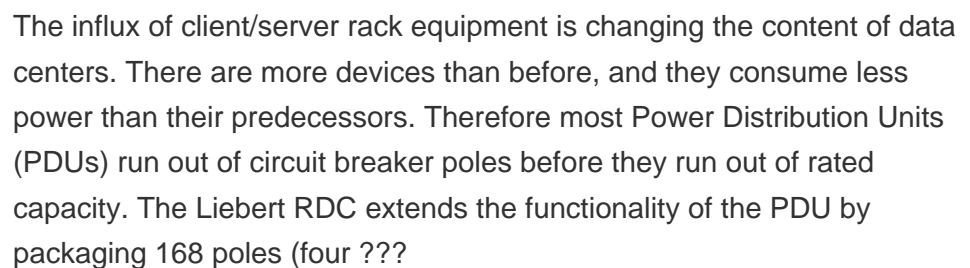 The influx of client/server rack equipment is changing the content of data
centers. There are more devices than before, and they consume less
power than their predecessors. Therefore most Power Distribution Units
(PDUs) run out of circuit breaker poles before they run out of rated
capacity. The Liebert RDC extends the functionality of the PDU by
packaging 168 poles (four ???